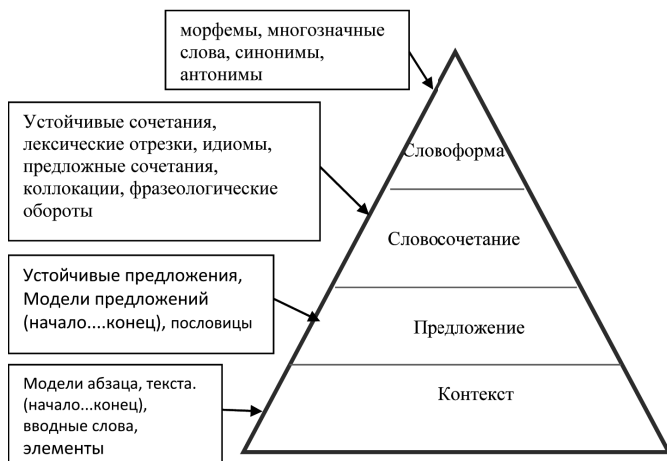 морфемы, многозначные
слова, синонимы,
антонимы
Устойчивые сочетания,
лексические отрезки, идиомы,
предложные сочетания,
коллокации, фразеологические
обороты
Словоформа
Словосочетание
Устойчивые предложения,
Модели предложений
(начало....конец), пословицы
Предложение
Модели абзаца, текста.
(начало...конец),
вводные слова,
элементы
Контекст